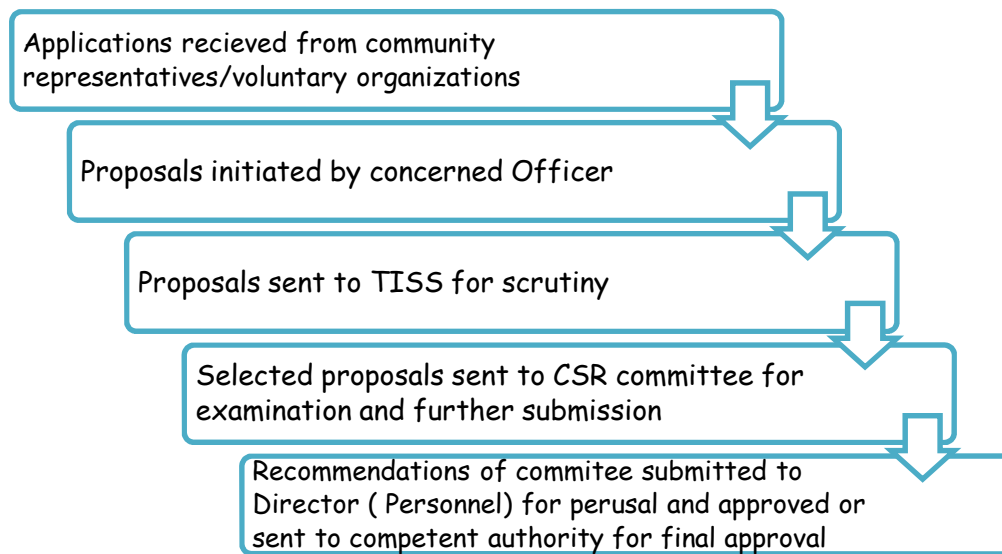 Applications recieved from community
representatives/voluntary organizations
Proposals initiated by concerned Officer
Proposals sent to TISS for scrutiny
Selected proposals sent to CSR committee for
examination and further submission
Recommendations of commitee submitted to
Director ( Personnel) for perusal and approved or
sent to competent authority for final approval